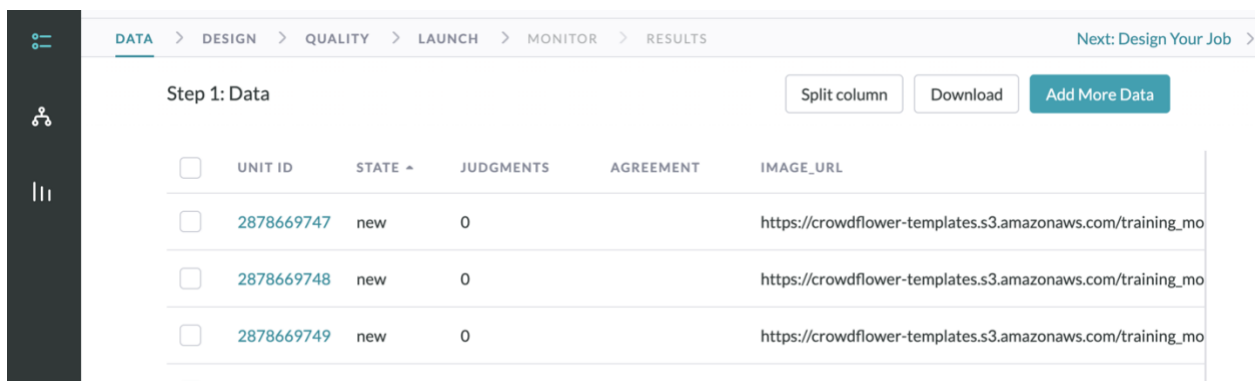 DATA > DESIGN > QUALITY > LAUNCH > MONITOR > RESULTS Next: Design Your Job >
Step 1: Data Split column Download Add More Data
UNIT ID STATE JUDGMENTS AGREEMENT IMAGE_URL
2878669747 new 0 https://crowdflower-templates.s3.amazonaws.com/training_mo
2878669748 new 0 https://crowdflower-templates.s3.amazonaws.com/training_mo
2878669749 new 0 https://crowdflower-templates.s3.amazonaws.com/training_mo